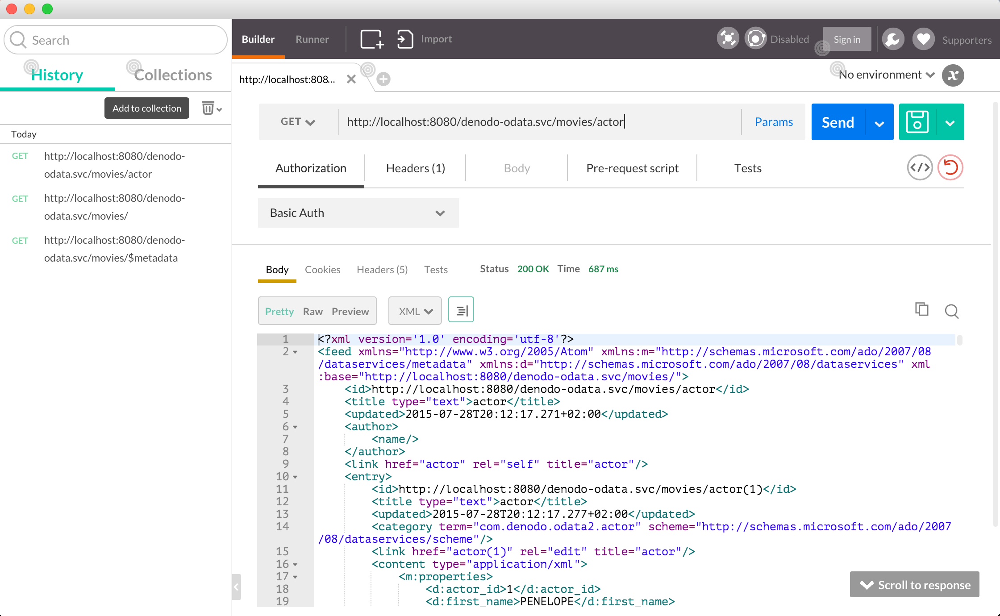 Search
History
Collections
Add to collection
Today
GET http://localhost:8080/denodo-
odata.svc/movies/actor
GET http://localhost:8080/denodo-
odata.svc/movies/
GET http://localhost:8080/denodo-
odata.svc/movies/$metadata
Builder
Runner
Import
Disabled
Sign in
Supporters
http://localhost:808...
No environment
GET
http://localhost:8080/denodo-odata.svc/movies/actor
Params
Send
Authorization
Headers (1)
Body
Pre-request script
Tests
Basic Auth
Body
Cookies
Headers (5)
Tests
Status 200 OK Time 687 ms
Pretty Raw Preview
XML
1 <?xml version='1.0' encoding='utf-8'?>
2 <feed xmlns="http://www.w3.org/2005/Atom" xmlns:m="http://schemas.microsoft.com/ado/2007/08
/dataservices/metadata" xmlns:d="http://schemas.microsoft.com/ado/2007/08/dataservices" xml
:base="http://localhost:8080/denodo-odata.svc/movies/">
3 <id>http://localhost:8080/denodo-odata.svc/movies/actor</id>
4 <title type="text">actor</title>
5 <updated>2015-07-28T20:12:17.271+02:00</updated>
6 <author>
7 <name/>
8 </author>
9 <link href="actor" rel="self" title="actor"/>
10 <entry>
11 <id>http://localhost:8080/denodo-odata.svc/movies/actor(1)</id>
12 <title type="text">actor</title>
13 <updated>2015-07-28T20:12:17.277+02:00</updated>
14 <category term="com.denodo.odata2.actor" scheme="http://schemas.microsoft.com/ado/2007
/08/dataservices/scheme"/>
15 <link href="actor(1)" rel="edit" title="actor"/>
16 <content type="application/xml">
17 <m:properties>
18 <d:actor_id>1</d:actor_id>
19 <d:first_name>PENELOPE</d:first_name>
Scroll to response